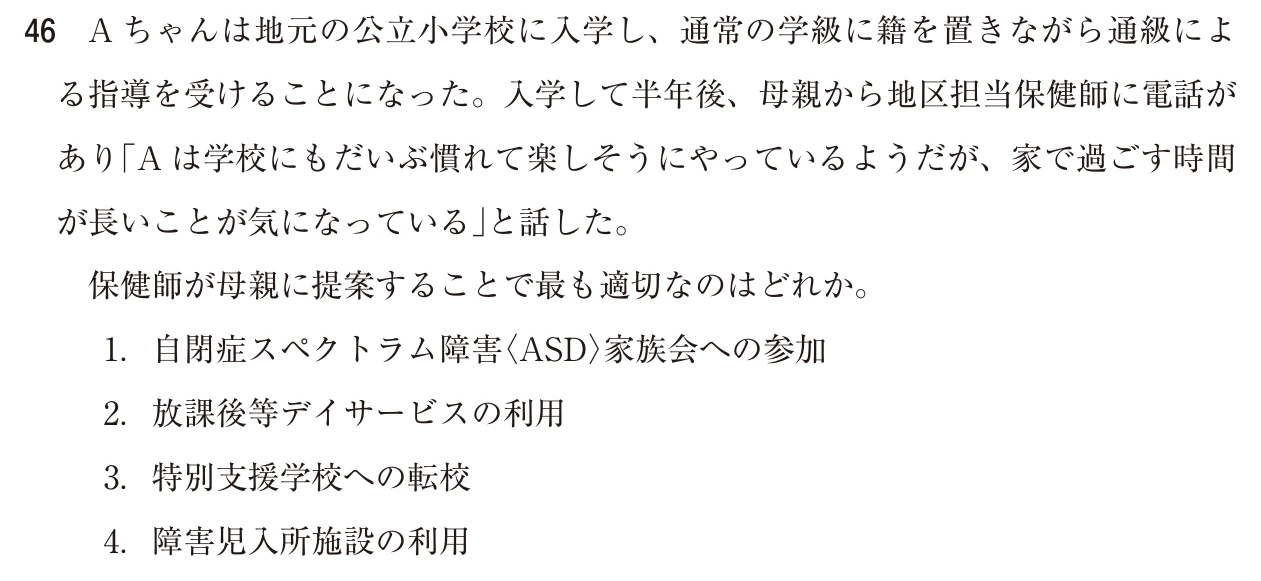 46 Aちゃんは地元の公立小学校に入学し、通常の学級に籍を置きながら通級によ
る指導を受けることになった。入学して半年後、母親から地区担当保健師に電話が
あり「Aは学校にもだいぶ慣れて楽しそうにやっているようだが、家で過ごす時間
が長いことが気になっている」と話した。
保健師が母親に提案することで最も適切なのはどれか。
1. 自閉症スペクトラム障害〈ASD〉家族会への参加
2. 放課後等デイサービスの利用
3. 特別支援学校への転校
4. 障害児入所施設の利用